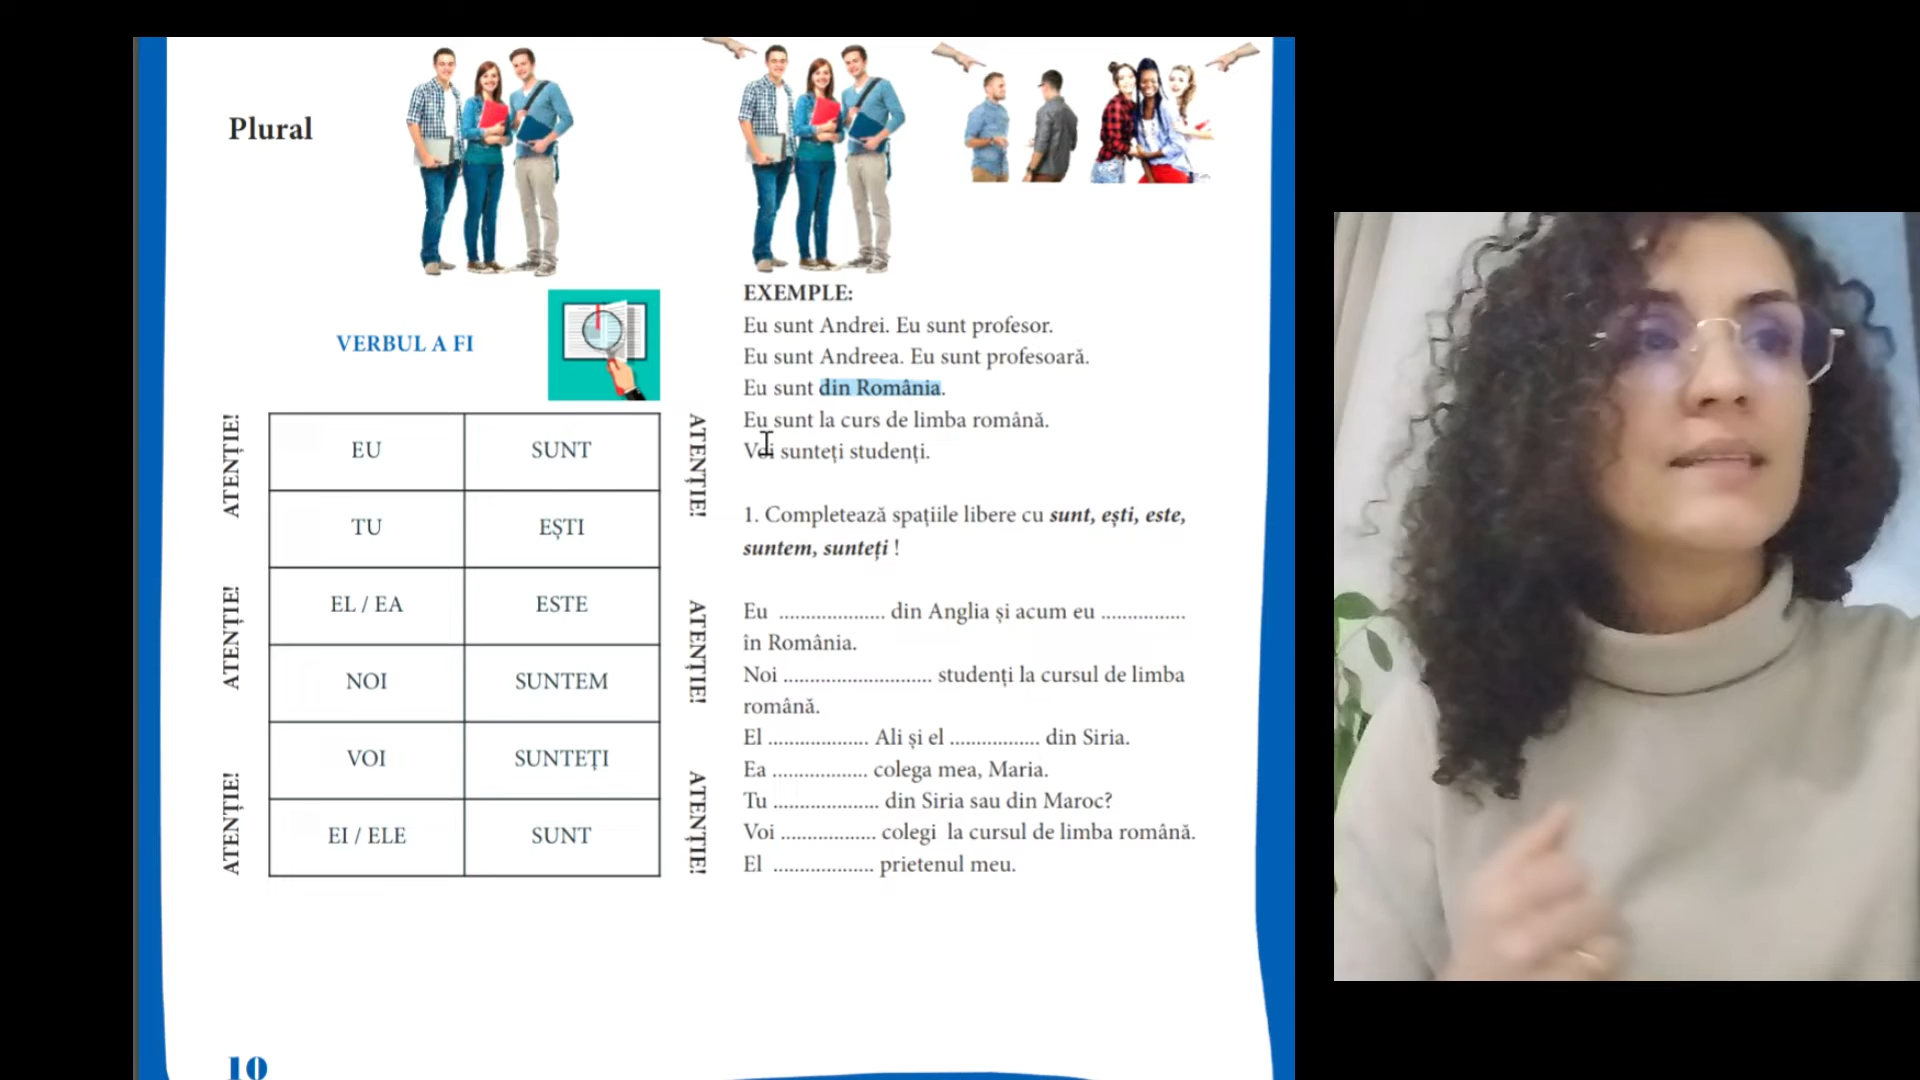 Plural
VERBUL A FI
ATENȚIE!
ATENȚIE!
ATENȚIE!
EU SUNT
TU EȘTI
EL / EA ESTE
NOI SUNTEM
VOI SUNTEȚI
EI / ELE SUNT
ATENȚIE!
ATENȚIE!
ATENȚIE!
EXEMPLE:
Eu sunt Andrei. Eu sunt profesor.
Eu sunt Andreea. Eu sunt profesoară.
Eu sunt din România.
Eu sunt la curs de limba română.
Voi sunteți studenți.
1. Completează spațiile libere cu sunt, ești, este,
suntem, sunteți !
Eu ..................... din Anglia și acum eu .................
în România.
Noi .............................. studenți la cursul de limba
română.
El .................... Ali și el .................. din Siria.
Ea ................... colega mea, Maria.
Tu ..................... din Siria sau din Maroc?
Voi ................... colegi la cursul de limba română.
El .................... prietenul meu.
10